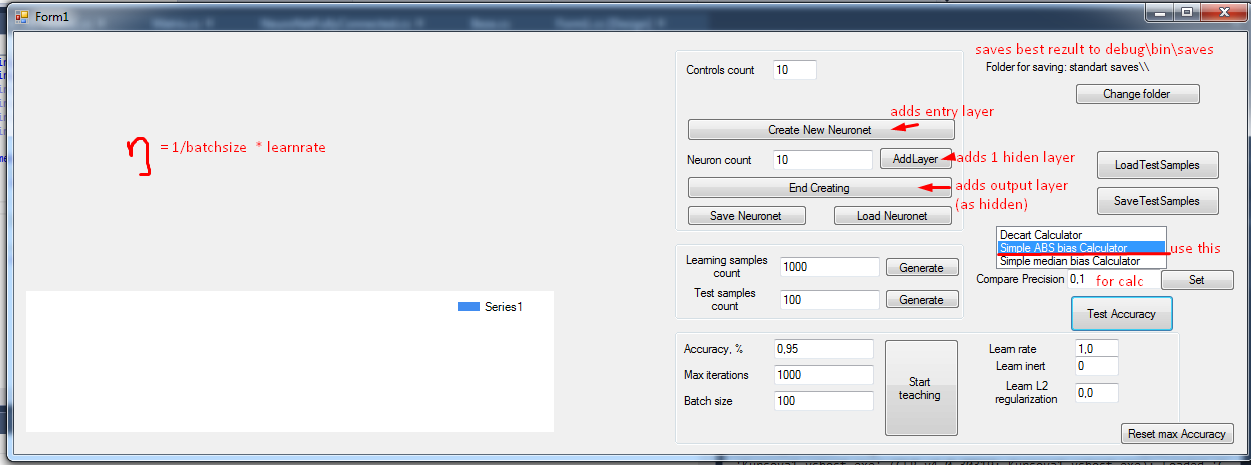 Form1
saves best rezult to debug\bin\saves
Folder for saving: standart saves\\
Change folder
Controls count 10
adds entry layer
Create New Neuronet
η = 1/batchsize * learnrate
Neuron count 10 AddLayer adds 1 hiden layer
LoadTestSamples
End Creating adds output layer
(as hidden)
SaveTestSamples
Save Neuronet Load Neuronet
Decart Calculator
Simple ABS bias Calculator use this
Simple median bias Calculator
Learning samples
count 1000 Generate
Compare Precision 0,1 for calc Set
Test samples
count 100 Generate
Test Accuracy
Series1
Accuracy, % 0,95
Max iterations 1000
Batch size 100
Start
teaching
Learn rate 1,0
Learn inert 0
Learn L2
regularization 0,0
Reset max Accuracy